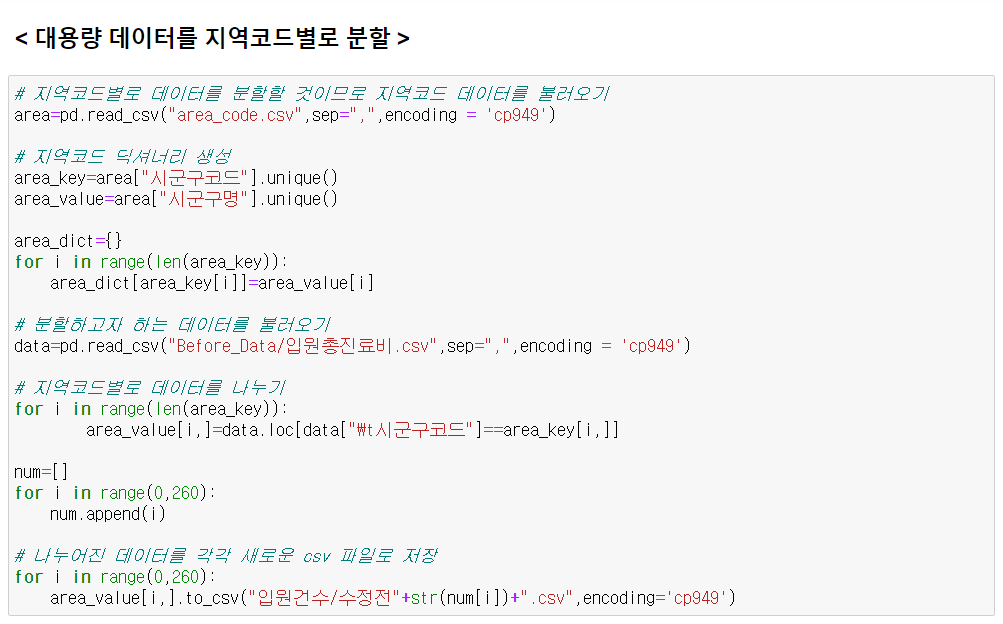 < 대용량 데이터를 지역코드별로 분할 >
# 지역코드별로 데이터를 분할할 것이므로 지역코드 데이터를 불러오기
area=pd.read_csv("area_code.csv",sep=",",encoding = 'cp949')
# 지역코드 딕셔너리 생성
area_key=area["시군구코드"].unique()
area_value=area["시군구명"].unique()
area_dict={}
for i in range(len(area_key)):
    area_dict[area_key[i]]=area_value[i]
# 분할하고자 하는 데이터를 불러오기
data=pd.read_csv("Before_Data/입원총진료비.csv",sep=",",encoding = 'cp949')
# 지역코드별로 데이터를 나누기
for i in range(len(area_key)):
        area_value[i,]=data.loc[data["₩t시군구코드"]==area_key[i,]]
num=[]
for i in range(0,260):
    num.append(i)
# 나누어진 데이터를 각각 새로운 csv 파일로 저장
for i in range(0,260):
    area_value[i,].to_csv("입원건수/수정전"+str(num[i])+".csv",encoding='cp949')